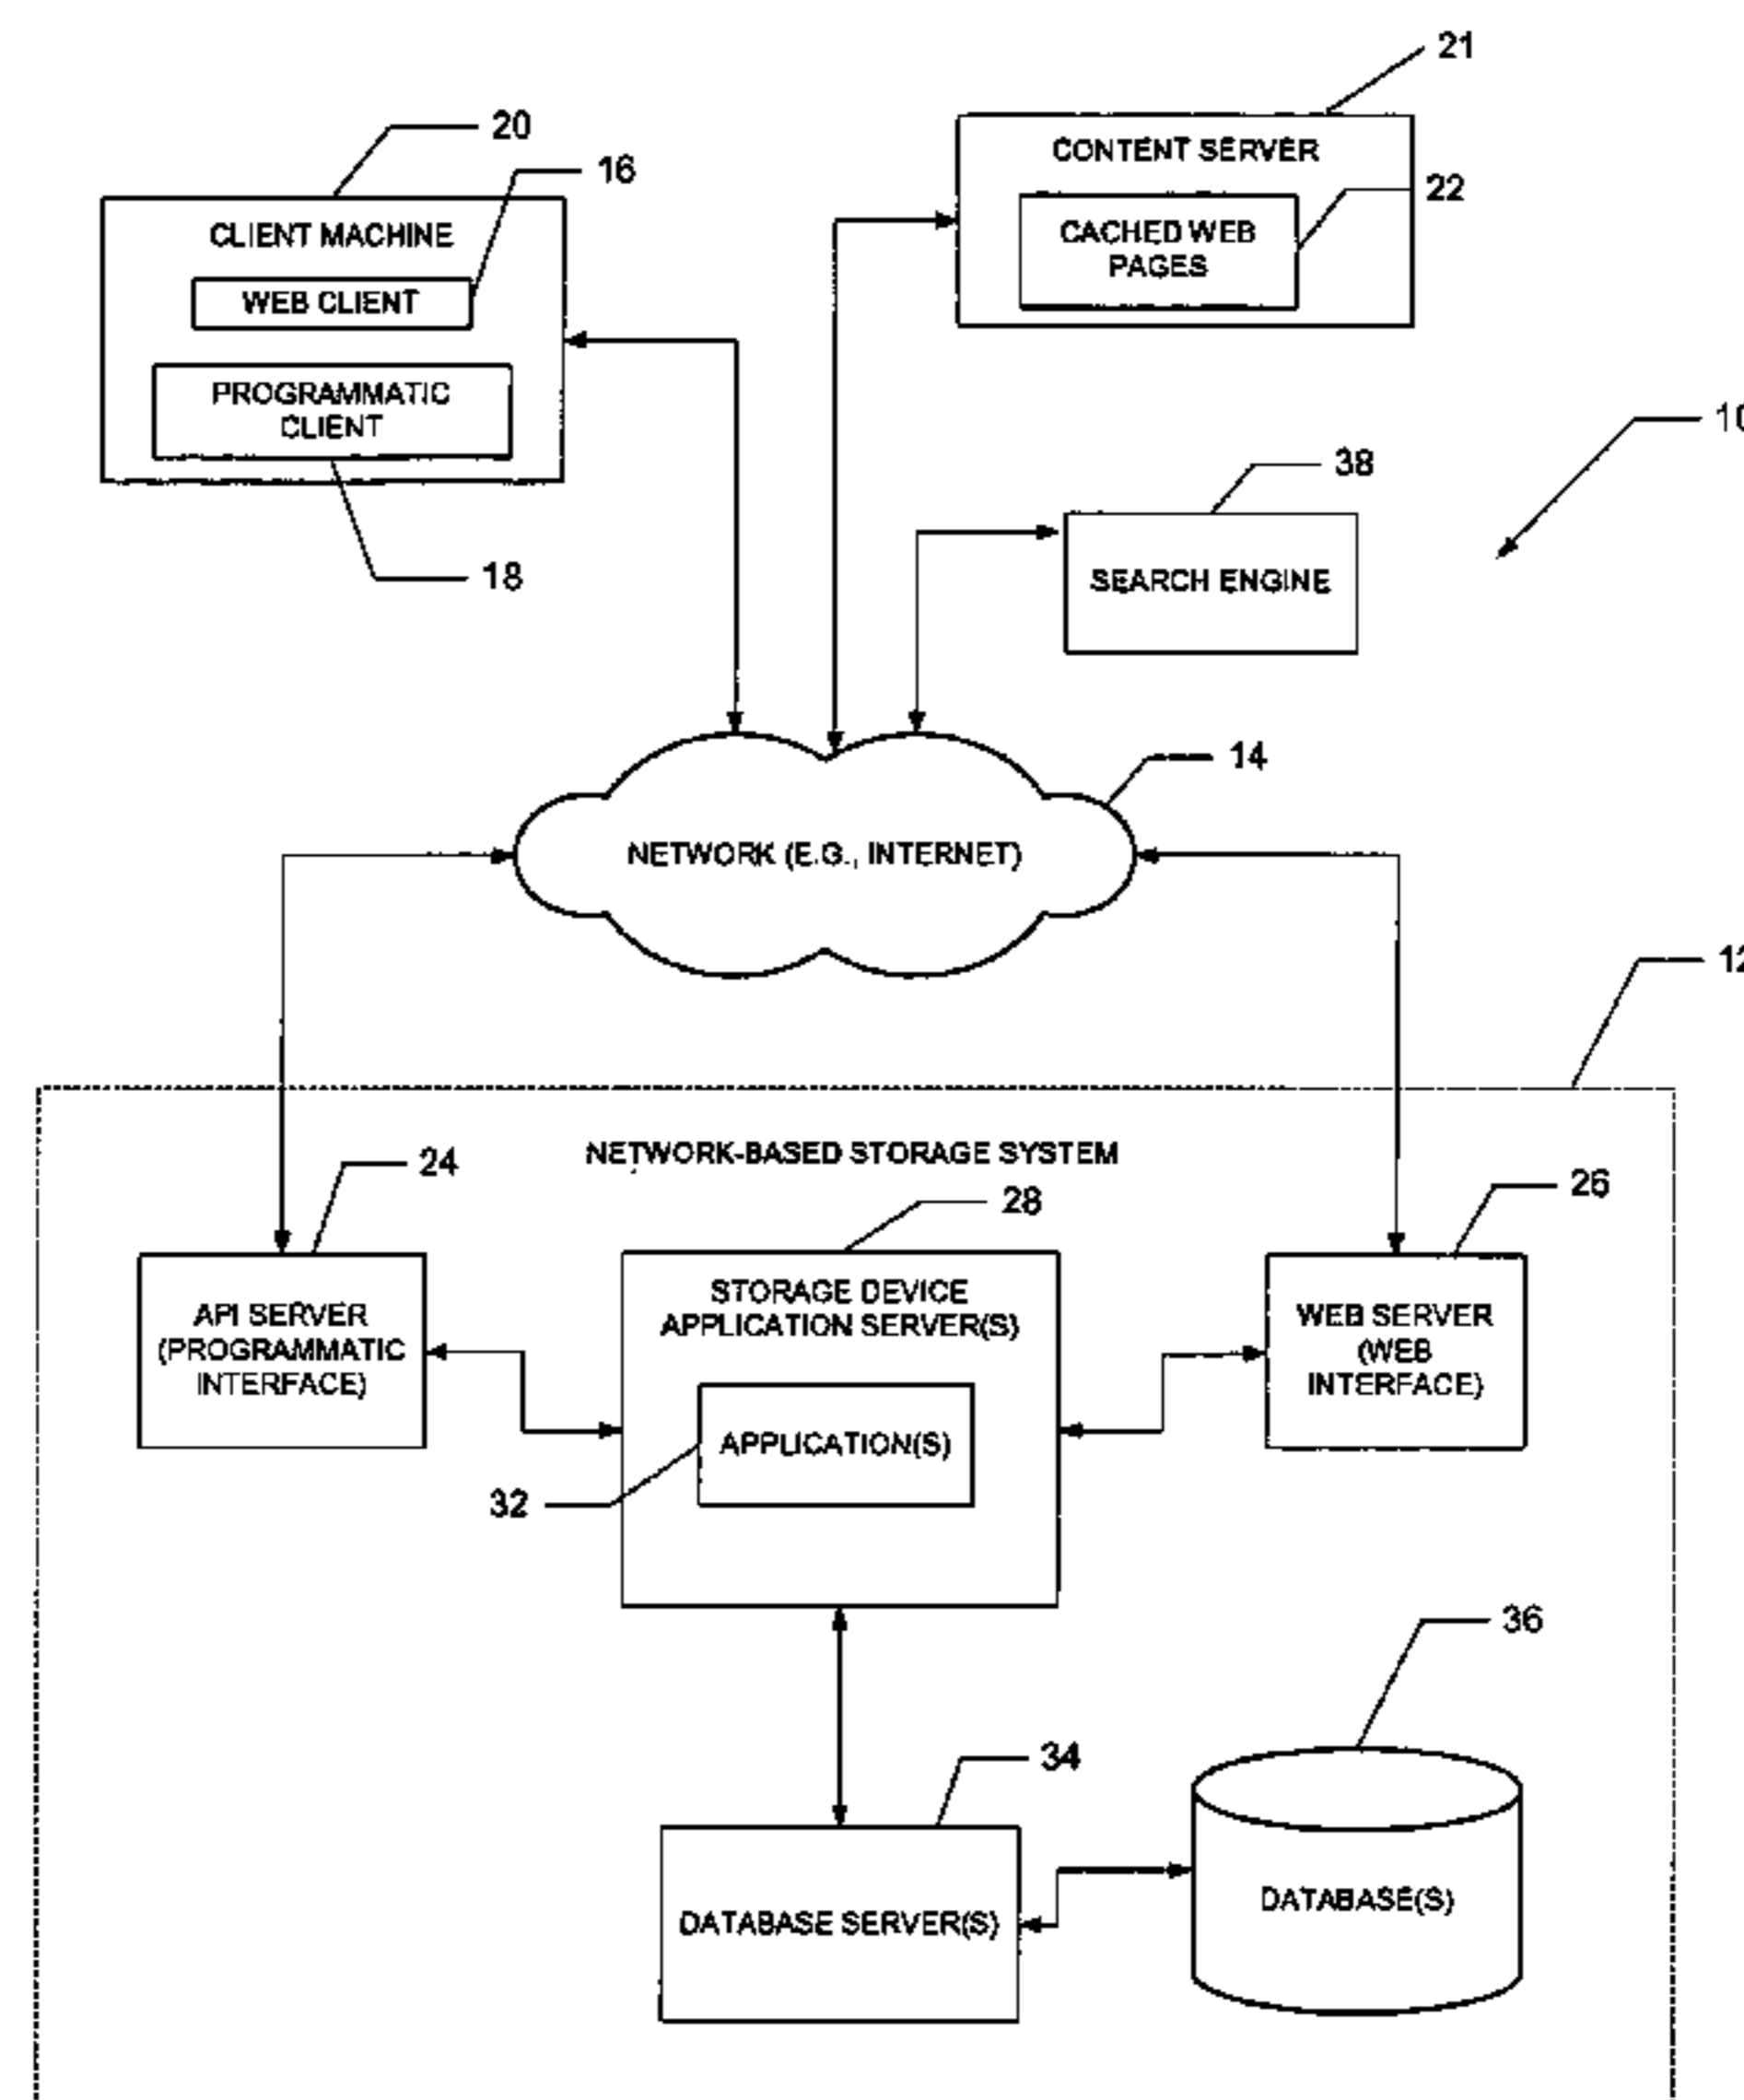 21
20
16
CONTENT SERVER
22
CLIENT MACHINE
CACHED WEB
PAGES
WEB CLIENT
PROGRAMMATIC
CLIENT
10
38
18
SEARCH ENGINE
14
NETWORK (E.G., INTERNET)
12
NETWORK-BASED STORAGE SYSTEM
24
28
26
STORAGE DEVICE
APPLICATION SERVER(S)
API SERVER
(PROGRAMMATIC
INTERFACE)
WEB SERVER
(WEB
INTERFACE)
APPLICATION(S)
32
36
34
DATABASE(S)
DATABASE SERVER(S)